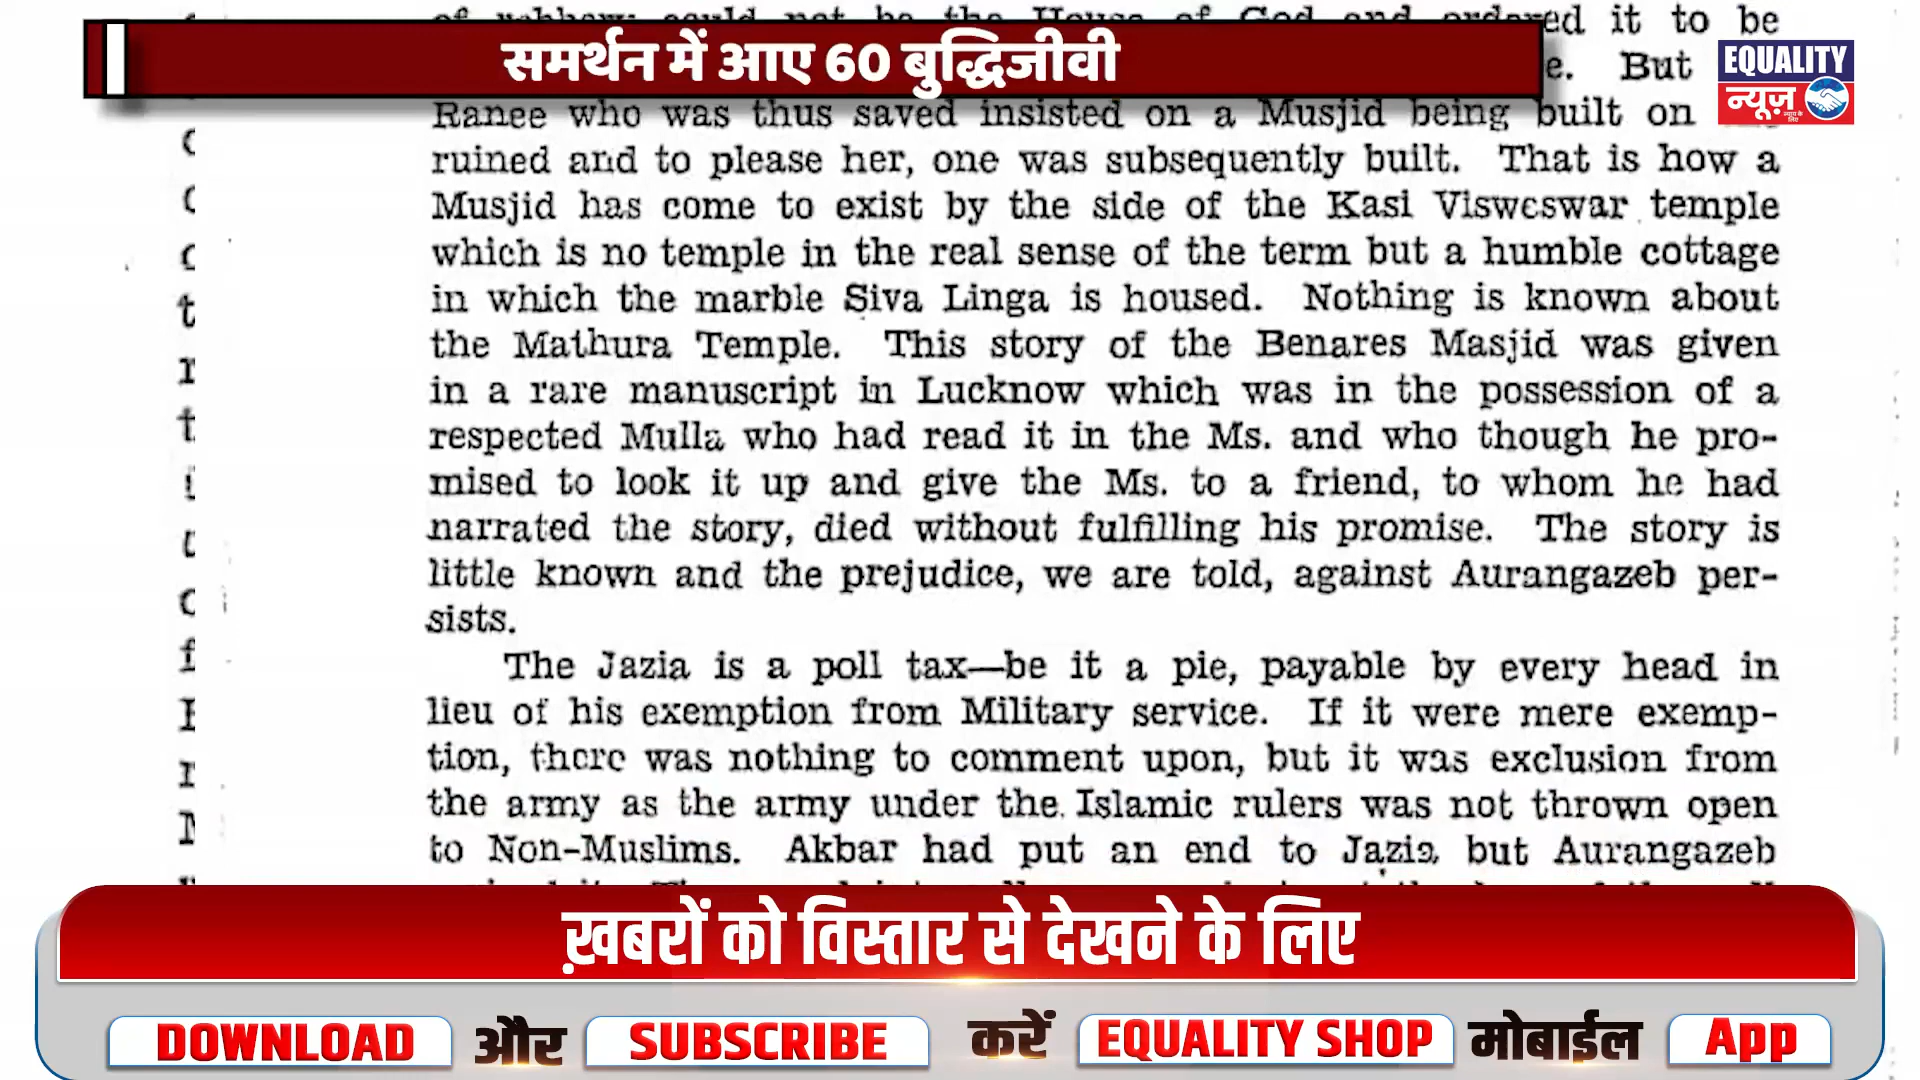 ed it to be
समर्थन में आए 60 बुद्धिजीवी
e. But
EQUALITY
न्यूज़
Ranee who was thus saved insisted on a Musjid being built on
ruined and to please her, one was subsequently built. That is how a
Musjid has come to exist by the side of the Kasi Visweswar temple
which is no temple in the real sense of the term but a humble cottage
in which the marble Siva Linga is housed. Nothing is known about
the Mathura Temple. This story of the Benares Masjid was given
in a rare manuscript in Lucknow which was in the possession of a
respected Mulla who had read it in the Ms. and who though he pro-
mised to look it up and give the Ms. to a friend, to whom he had
narrated the story, died without fulfilling his promise. The story is
little known and the prejudice, we are told, against Aurangazeb per-
sists.
The Jazia is a poll tax—be it a pie, payable by every head in
lieu of his exemption from Military service. If it were mere exemp-
tion, there was nothing to comment upon, but it was exclusion from
the army as the army under the Islamic rulers was not thrown open
to Non-Muslims. Akbar had put an end to Jazia but Aurangazeb
ख़बरों को विस्तार से देखने के लिए
DOWNLOAD और SUBSCRIBE करें EQUALITY SHOP मोबाईल App